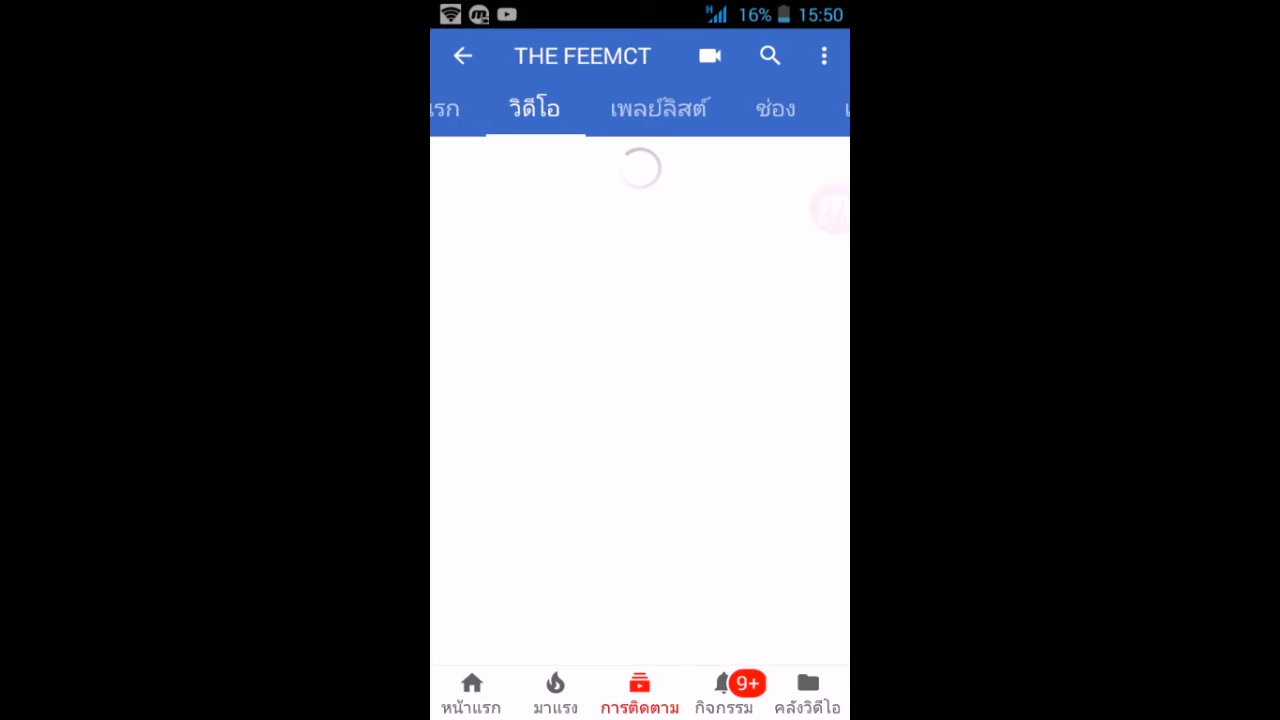 16% 15:50
THE FEEMCT
วิดีโอ เพลย์ลิสต์ ช่อง
9+
หน้าแรก มาแรง การติดตาม กิจกรรม คลังวิดีโอ